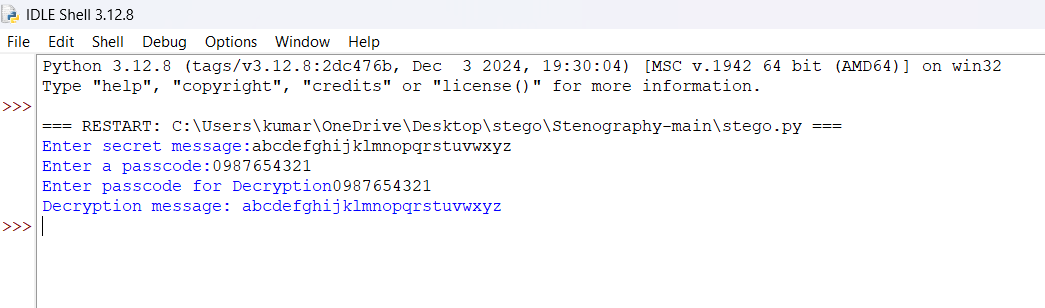 IDLE Shell 3.12.8
File Edit Shell Debug Options Window Help
Python 3.12.8 (tags/v3.12.8:2dc476b, Dec  3 2024, 19:30:04) [MSC v.1942 64 bit (AMD64)] on win32
Type "help", "copyright", "credits" or "license()" for more information.
>>>
=== RESTART: C:\Users\kumar\OneDrive\Desktop\stego\Stenography-main\stego.py ===
Enter secret message:abcdefghijklmnopqrstuvwxyz
Enter a passcode:0987654321
Enter passcode for Decryption0987654321
Decryption message: abcdefghijklmnopqrstuvwxyz
>>>